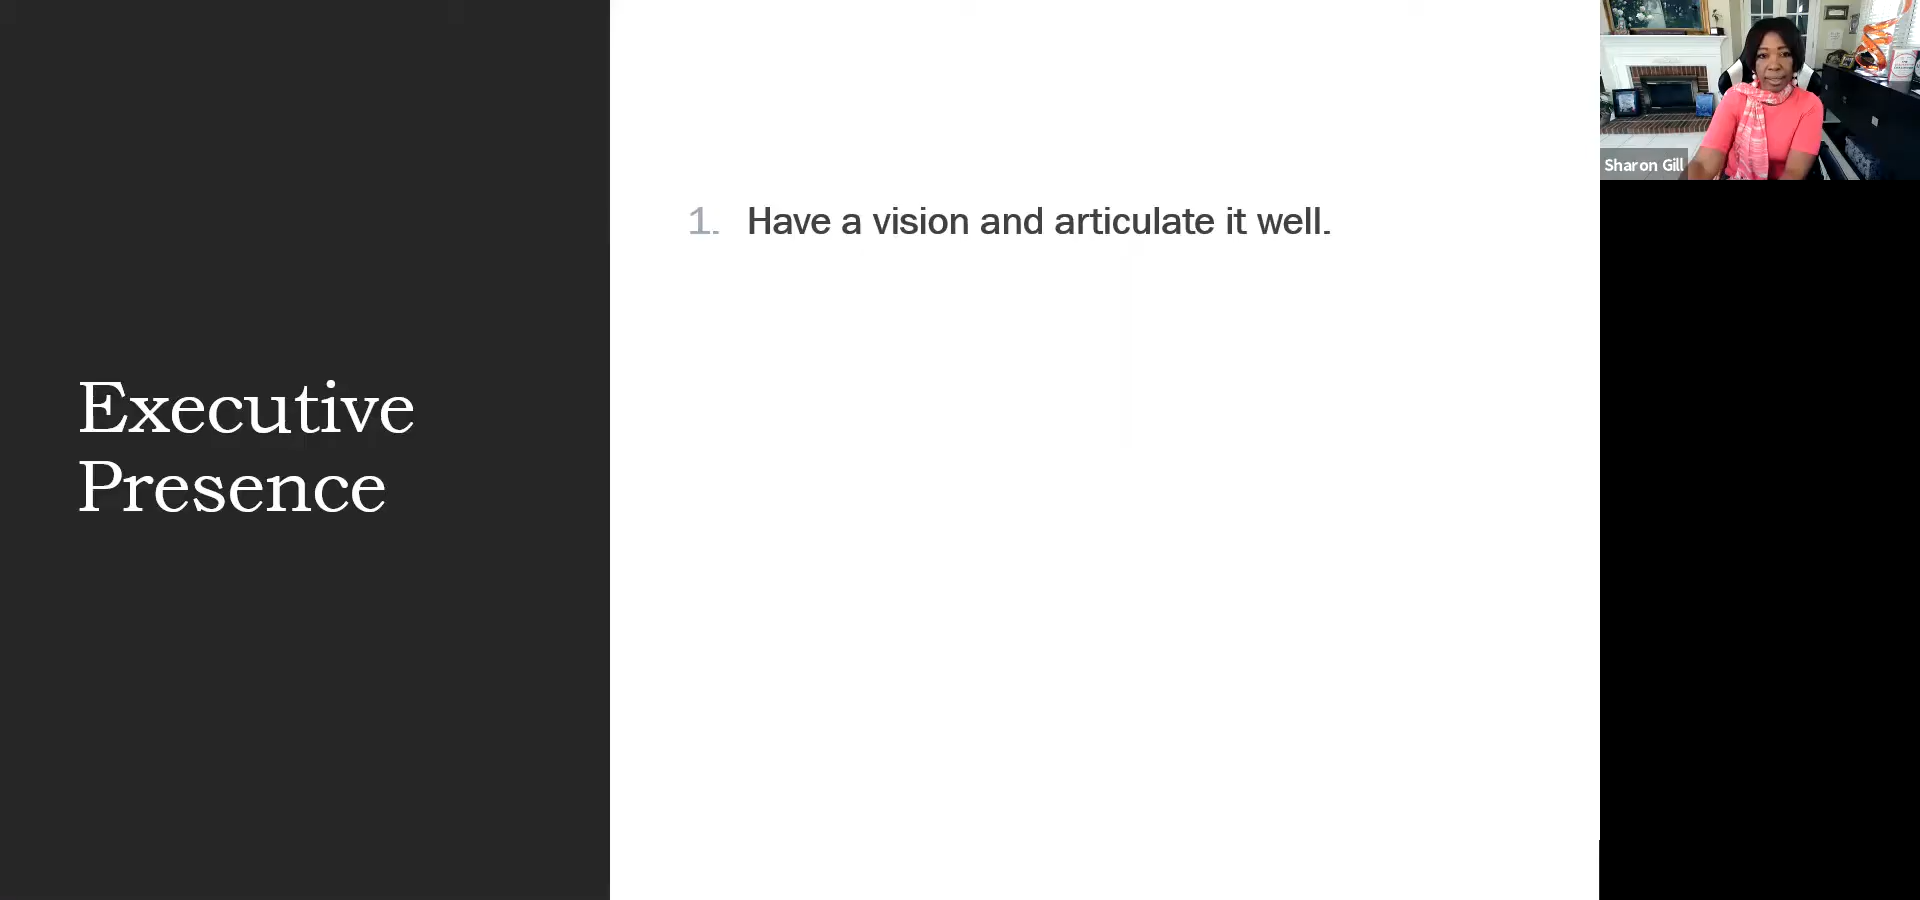 Executive
Presence
1. Have a vision and articulate it well.
Sharon Gill